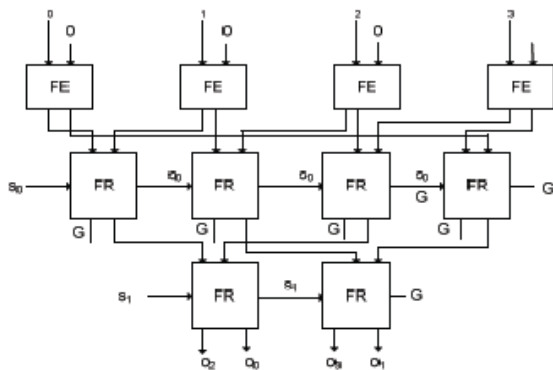 0 0 1 I0 2 0 3
FE FE FE FE
S0 FR S0 FR S0 FR S0 G FR G
G G G G
S1 FR S1 FR G
O2 O0 O3 O1